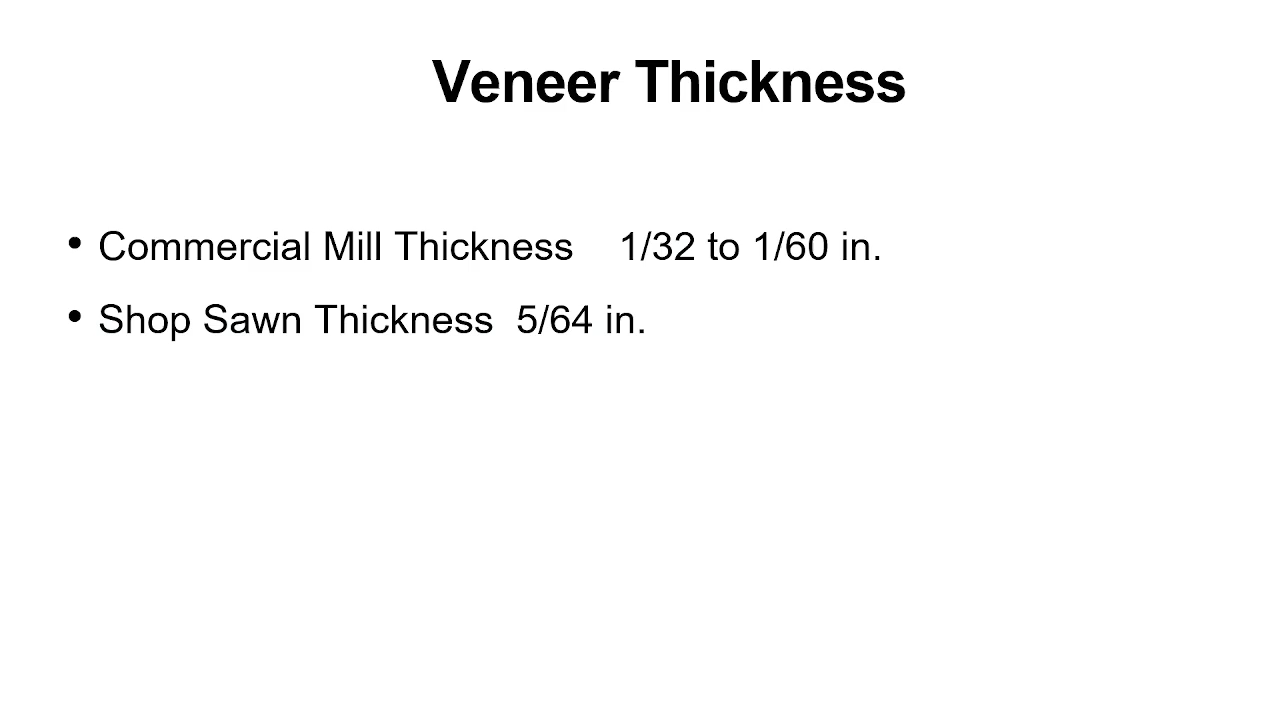 Veneer Thickness
• Commercial Mill Thickness    1/32 to 1/60 in.
• Shop Sawn Thickness  5/64 in.